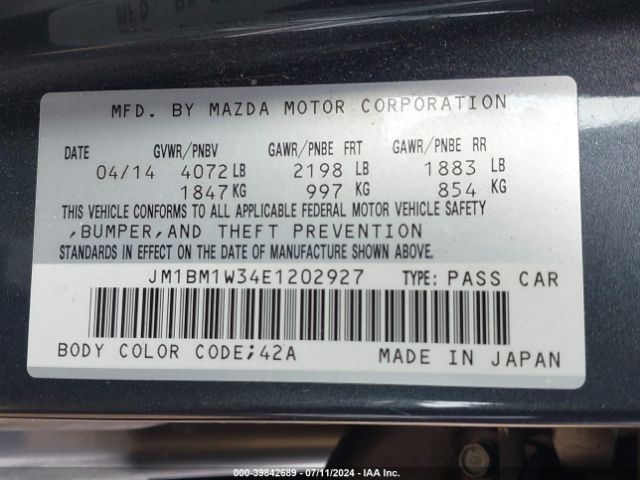 MFD. BY MAZDA MOTOR CORPORATION
DATE GVWR/PNBV GAWR/PNBE FRT GAWR/PNBE RR
04/14 4072 LB 2198 LB 1883 LB
1847 KG 997 KG 854 KG
THIS VEHICLE CONFORMS TO ALL APPLICABLE FEDERAL MOTOR VEHICLE SAFETY
,BUMPER,AND THEFT PREVENTION
STANDARDS IN EFFECT ON THE DATE OF MANUFACTURE SHOWN ABOVE.
JM1BM1W34E1202927 TYPE: PASS CAR
BODY COLOR CODE;42A MADE IN JAPAN
000-39842689 - 07/11/2024 - IAA Inc.